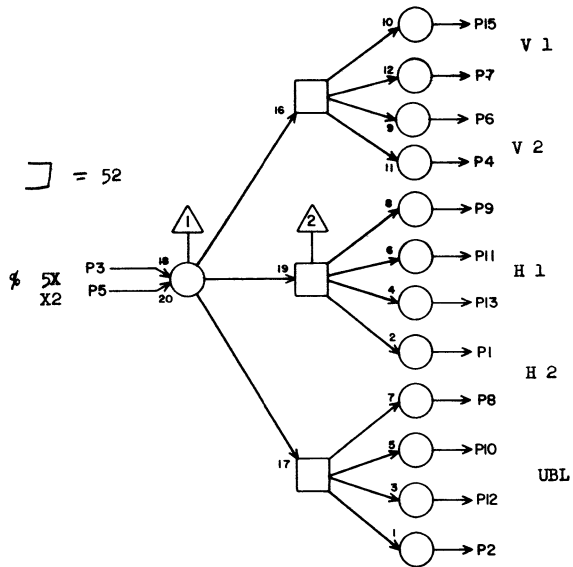 10 P15
V 1
12 P7
16
9 P6
V 2
11 P4
= 52
8 P9
1
2
6 P11
P3 18
19
H 1
% 5X
4 P13
X2
P5 20
2 P1
H 2
7 P8
5 P10
17
UBL
3 P12
1 P2